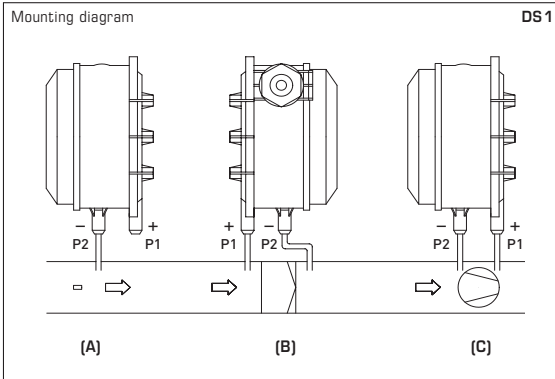 Mounting diagram DS1
− + + − − +
P2 P1 P1 P2 P2 P1
(A) (B) (C)